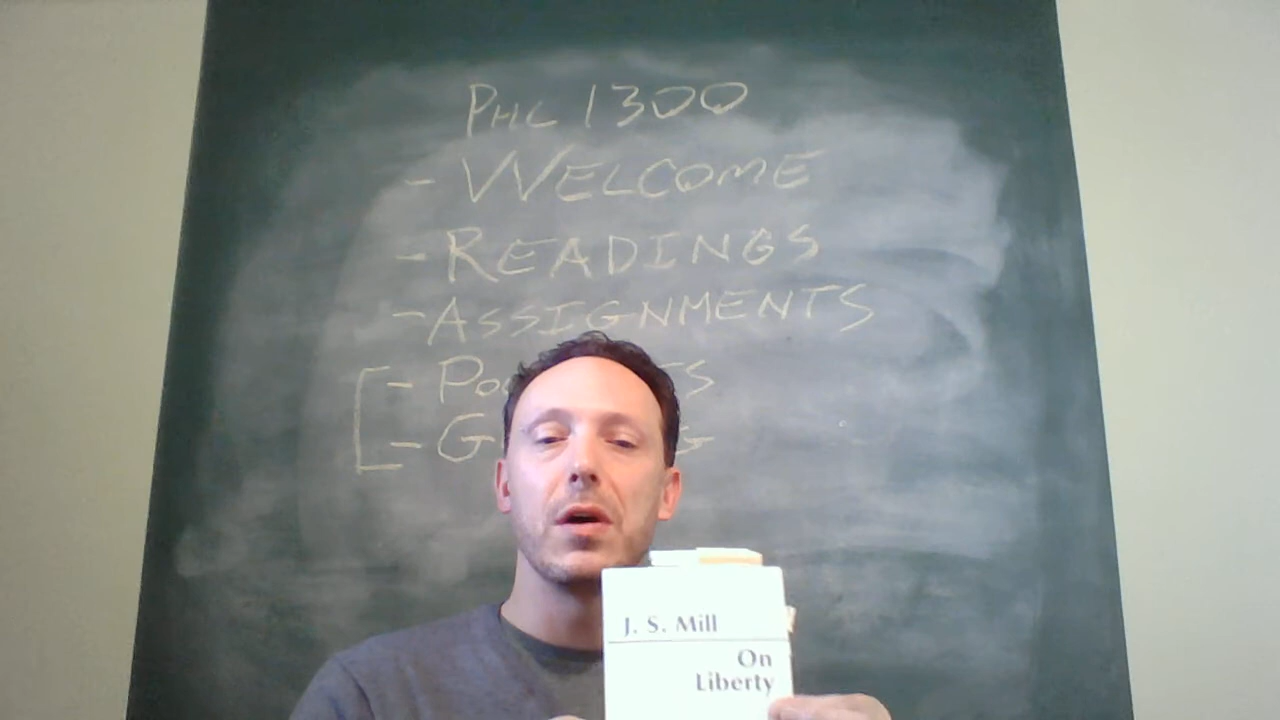 PHL 1300
- WELCOME
- READINGS
- ASSIGNMENTS
J. S. Mill
On
Liberty